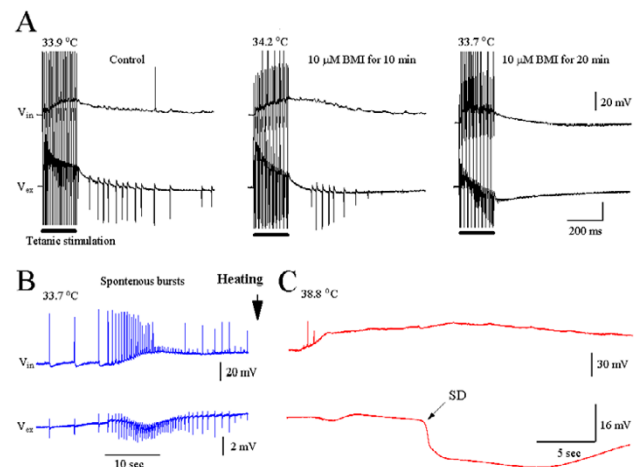 A
33.9 °C
Control
34.2 °C
10 µM BMI for 10 min
33.7 °C
10 µM BMI for 20 min
Vin
20 mV
Vex
Tetanic stimulation
200 ms
B
Spontenous bursts
Heating
33.7 °C
Vin
20 mV
Vex
2 mV
10 sec
C
38.8 °C
30 mV
SD
16 mV
5 sec